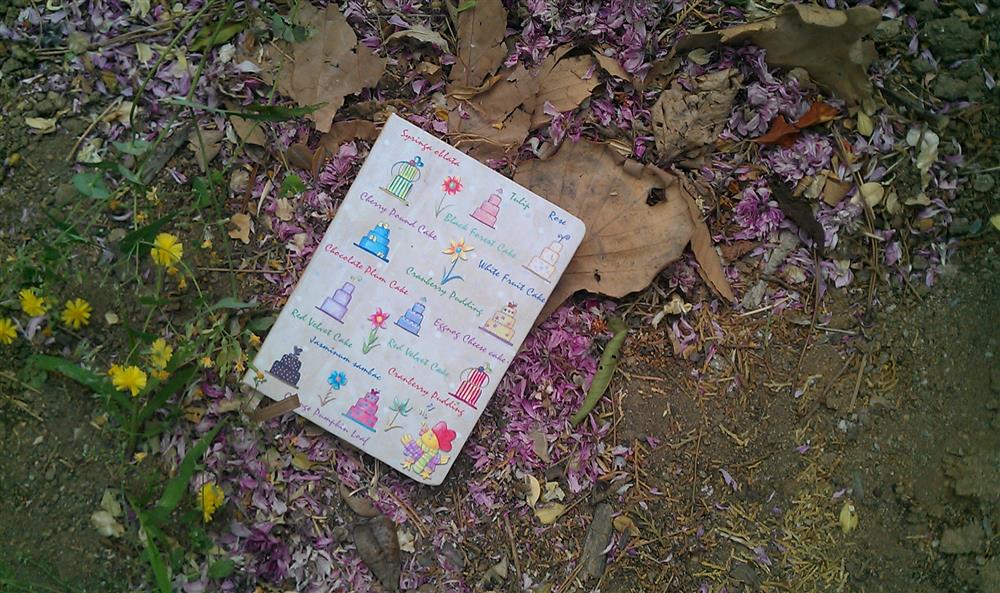 Syringa oblata
Tulip
Rose
Cherry Pound Cake
Black Forest Cake
White Fruit Cake
Chocolate Plum Cake
Cranberry Pudding
Eggnog Cheese cake
Red Velvet Cake
Red Velvet Cake
Jasminum sambac
Cranberry Pudding
Pumpkin Loaf